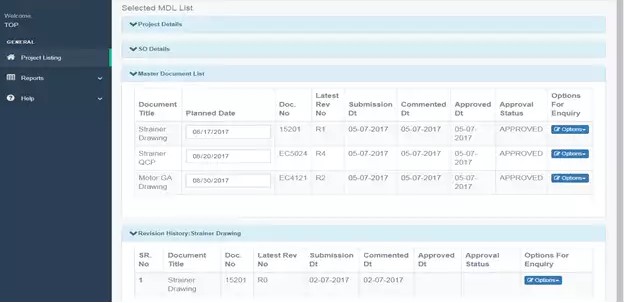 Selected MDL List
Welcome,
TOP
GENERAL
Project Listing
Reports
Help
Project Details
SO Details
Master Document List
Document Title Planned Date Doc. No Latest Rev No Submission Dt Commented Dt Approved Dt Approval Status Options For Enquiry
Strainer Drawing 06/17/2017 15201 R1 05-07-2017 05-07-2017 05-07-2017 APPROVED Options
Strainer QCP 06/20/2017 EC5024 R4 05-07-2017 05-07-2017 05-07-2017 APPROVED Options
Motor GA Drawing 06/30/2017 EC4121 R2 05-07-2017 05-07-2017 05-07-2017 APPROVED Options
Revision History:Strainer Drawing
SR. No Document Title Doc. No Latest Rev No Submission Dt Commented Dt Approved Dt Approval Status Options For Enquiry
1 Strainer Drawing 15201 R0 02-07-2017 02-07-2017 Options